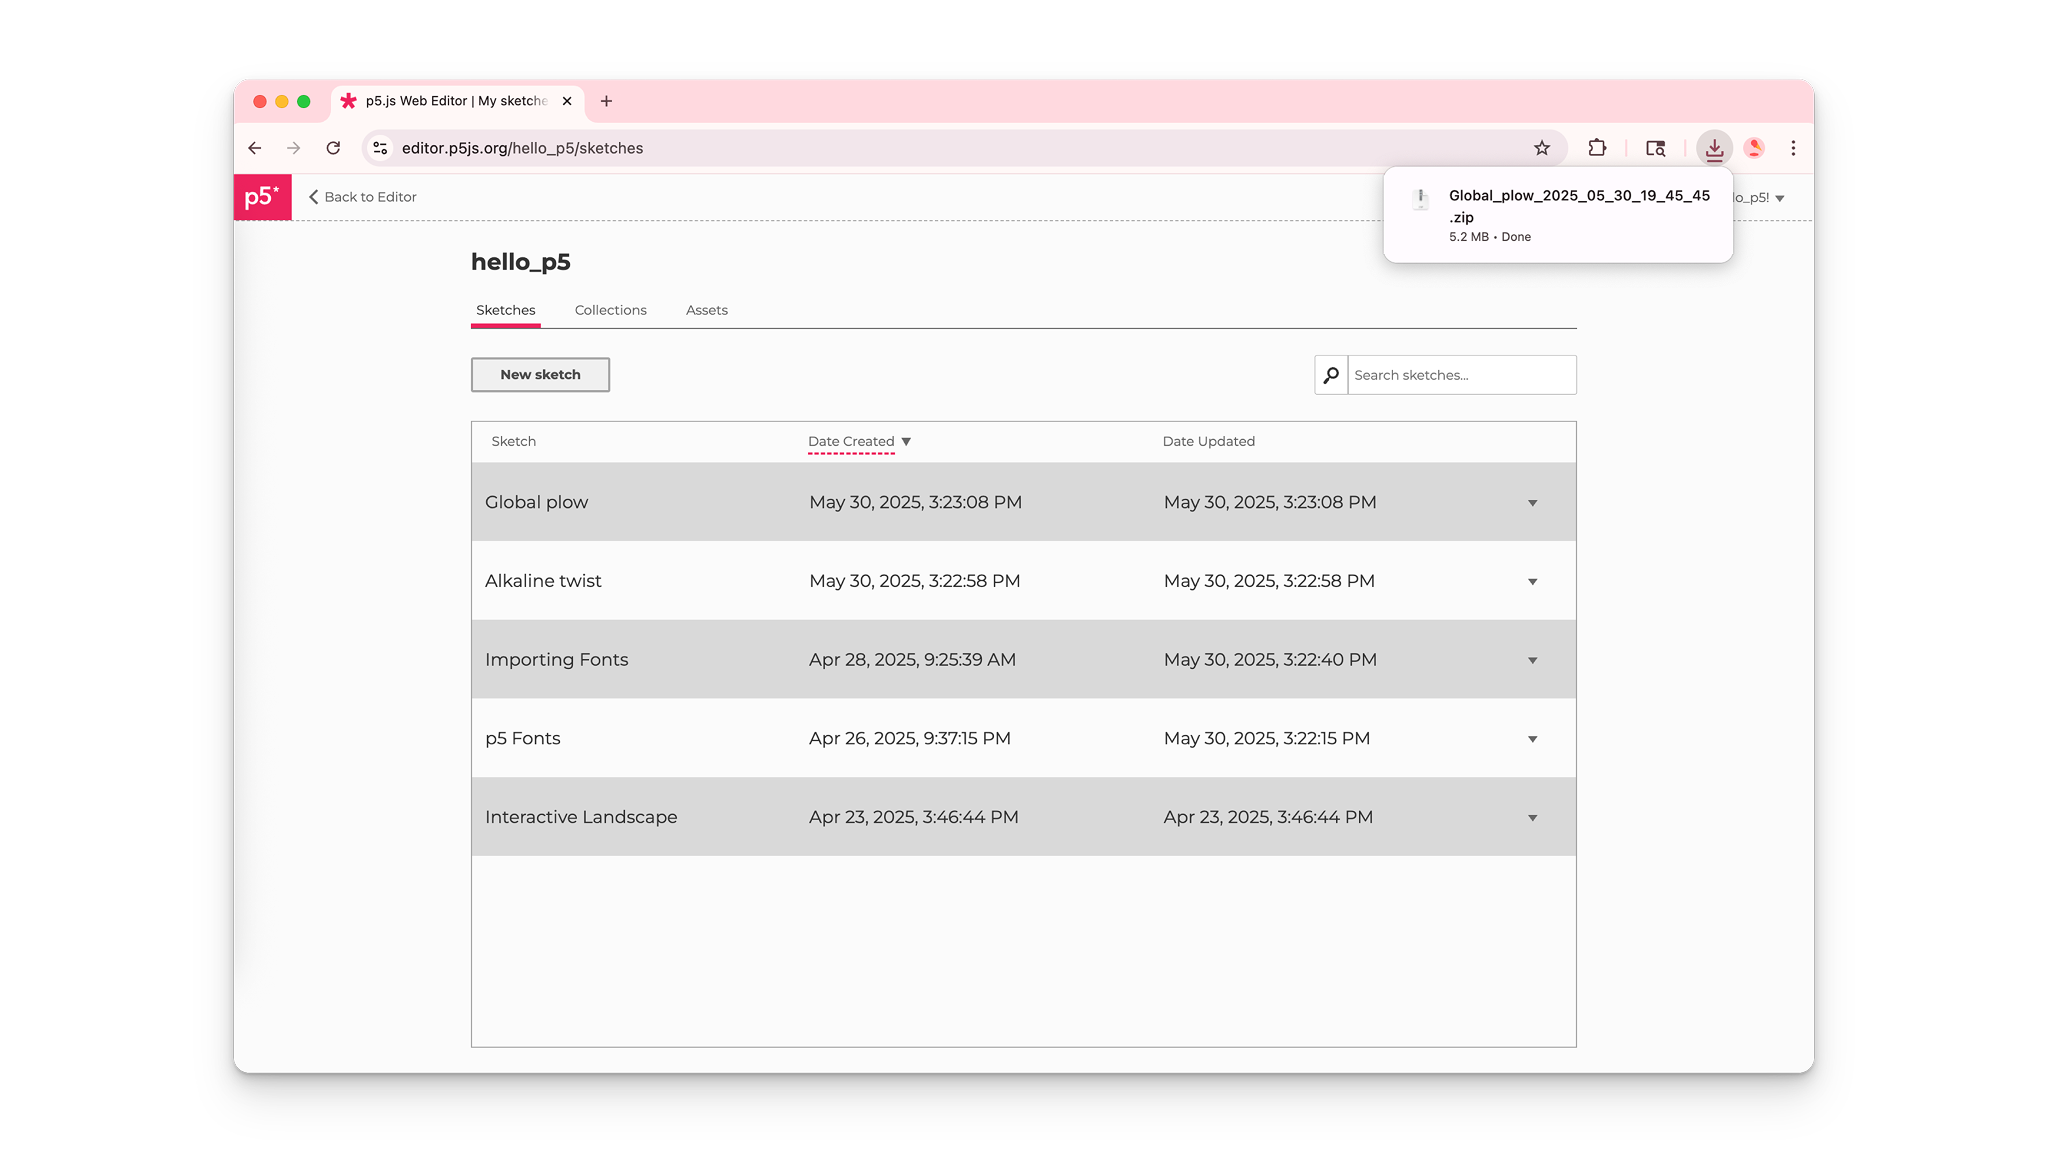 p5.js Web Editor | My sketche
editor.p5js.org/hello_p5/sketches
p5*
Back to Editor
Global_plow_2025_05_30_19_45_45
.zip
5.2 MB • Done
lo_p5!
hello_p5
Sketches Collections Assets
New sketch
Search sketches...
Sketch Date Created ▼ Date Updated
Global plow May 30, 2025, 3:23:08 PM May 30, 2025, 3:23:08 PM
Alkaline twist May 30, 2025, 3:22:58 PM May 30, 2025, 3:22:58 PM
Importing Fonts Apr 28, 2025, 9:25:39 AM May 30, 2025, 3:22:40 PM
p5 Fonts Apr 26, 2025, 9:37:15 PM May 30, 2025, 3:22:15 PM
Interactive Landscape Apr 23, 2025, 3:46:44 PM Apr 23, 2025, 3:46:44 PM